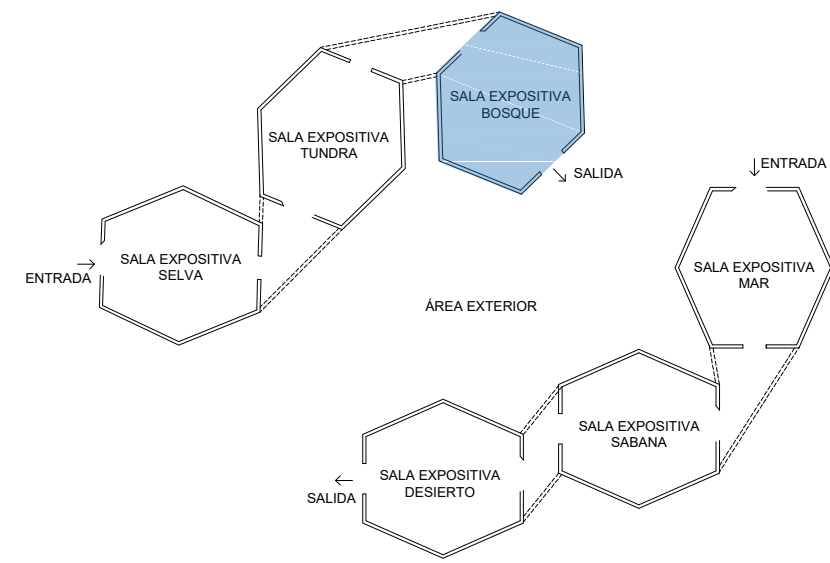 SALA EXPOSITIVA
BOSQUE
SALA EXPOSITIVA
TUNDRA
SALIDA
ENTRADA
SALA EXPOSITIVA
SELVA
ENTRADA
SALA EXPOSITIVA
MAR
ÁREA EXTERIOR
SALA EXPOSITIVA
SABANA
SALA EXPOSITIVA
DESIERTO
SALIDA